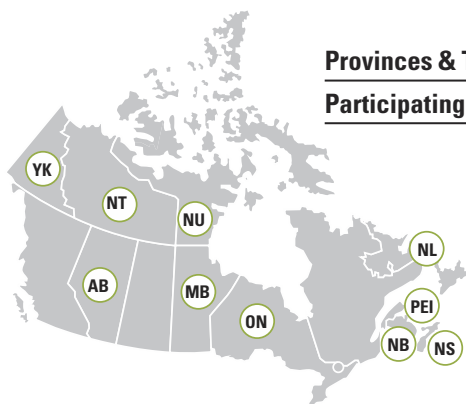 Provinces & 
Participating
YK
NT
NU
NL
AB
MB
PEI
ON
NB
NS